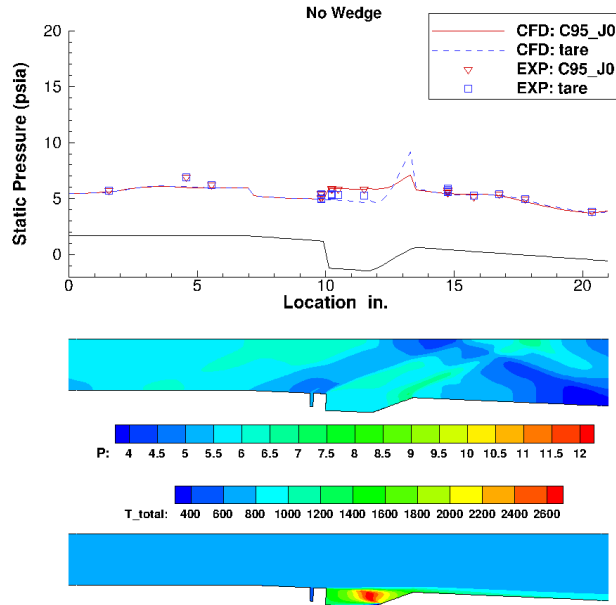 No Wedge
CFD: C95_J0
CFD: tare
EXP: C95_J0
EXP: tare
Static Pressure (psia)
20
15
10
5
0
0 5 10 15 20
Location in.
P: 4 4.5 5 5.5 6 6.5 7 7.5 8 8.5 9 9.5 10 10.5 11 11.5 12
T_total: 400 600 800 1000 1200 1400 1600 1800 2000 2200 2400 2600